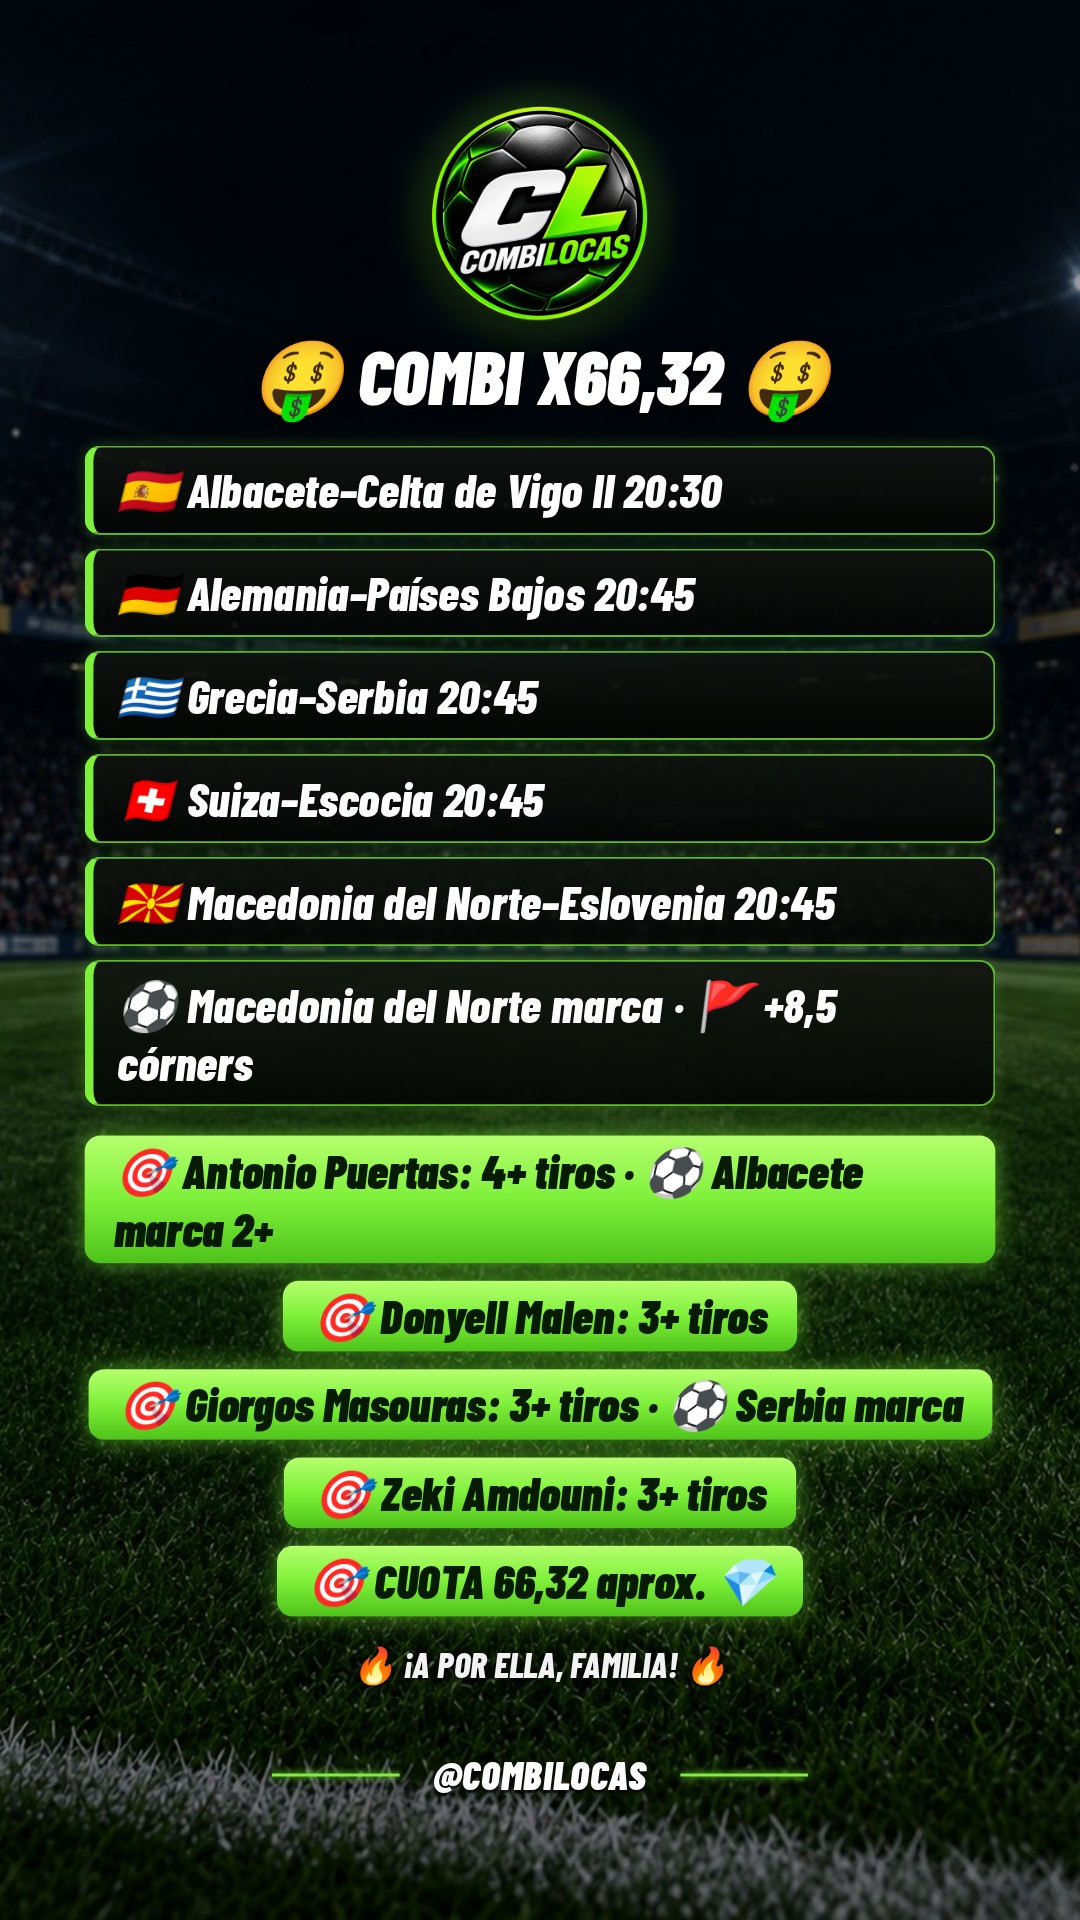 CL
COMBILOCAS
🤑 COMBI X66,32 🤑
🇪🇸 Albacete-Celta de Vigo II 20:30
🇩🇪 Alemania-Países Bajos 20:45
🇬🇷 Grecia-Serbia 20:45
🇨🇭 Suiza-Escocia 20:45
🇲🇰 Macedonia del Norte-Eslovenia 20:45
⚽ Macedonia del Norte marca · 🚩 +8,5
córners
🎯 Antonio Puertas: 4+ tiros · ⚽ Albacete
marca 2+
🎯 Donyell Malen: 3+ tiros
🎯 Giorgos Masouras: 3+ tiros · ⚽ Serbia marca
🎯 Zeki Amdouni: 3+ tiros
🎯 CUOTA 66,32 aprox. 💎
🔥 ¡A POR ELLA, FAMILIA! 🔥
@COMBILOCAS